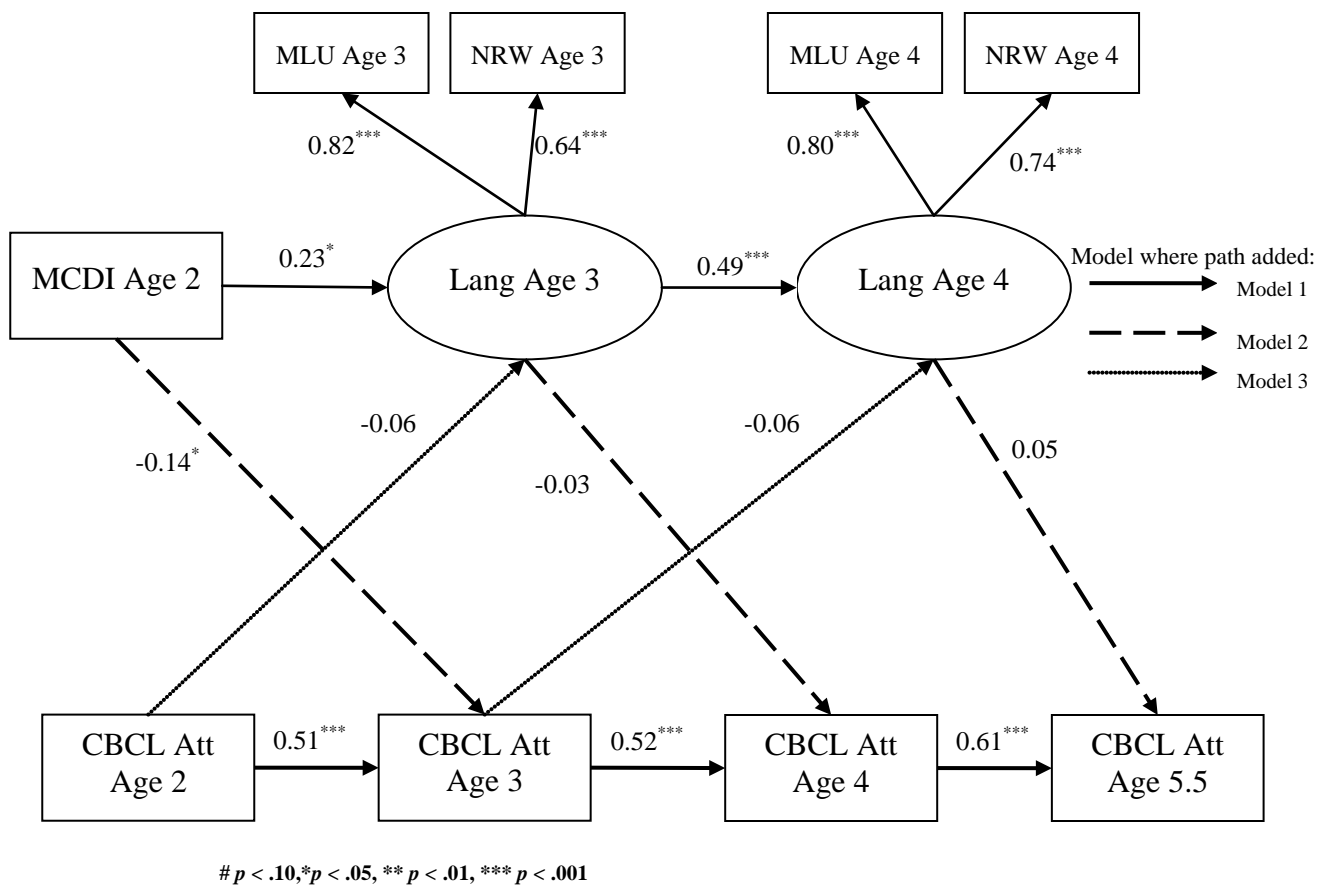 MLU Age 3
NRW Age 3
MLU Age 4
NRW Age 4
0.82***
0.64***
0.80***
0.74***
MCDI Age 2
0.23*
Lang Age 3
0.49***
Lang Age 4
Model where path added:
Model 1
Model 2
Model 3
-0.14*
-0.06
-0.03
-0.06
0.05
CBCL Att
Age 2
0.51***
CBCL Att
Age 3
0.52***
CBCL Att
Age 4
0.61***
CBCL Att
Age 5.5
# p < .10,*p < .05, ** p < .01, *** p < .001